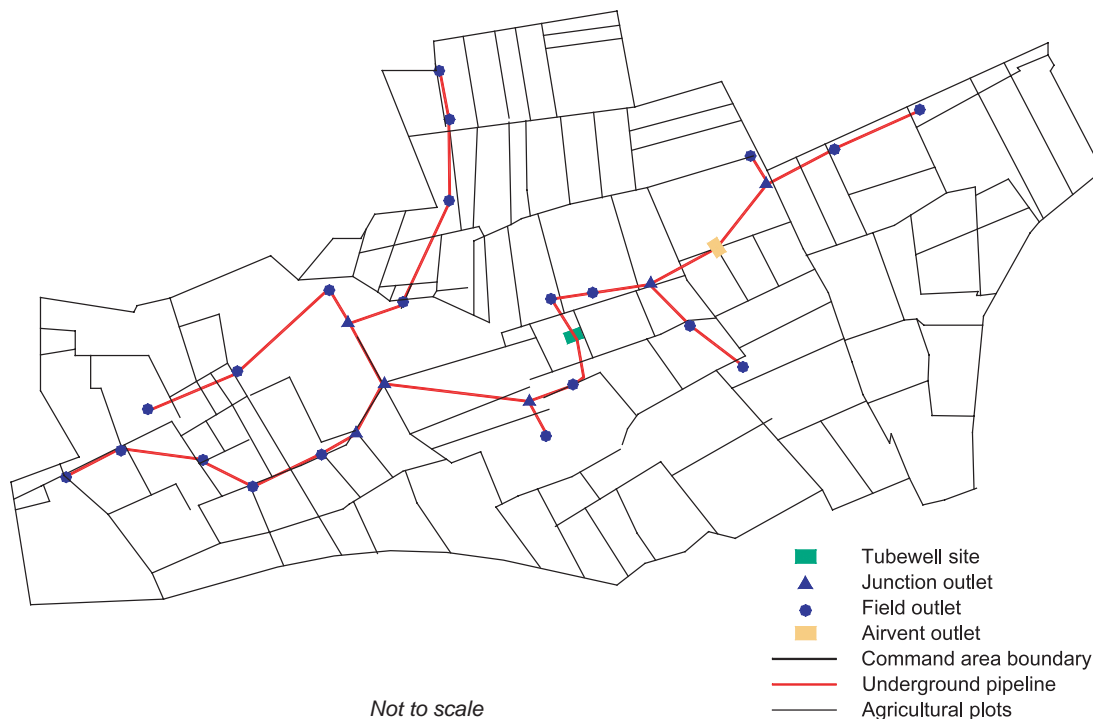 Tubewell site
Junction outlet
Field outlet
Airvent outlet
Command area boundary
Underground pipeline
Agricultural plots
Not to scale